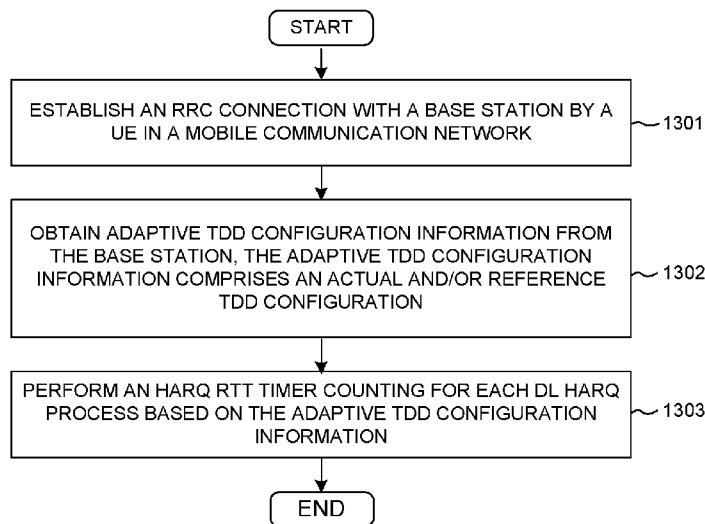 START
ESTABLISH AN RRC CONNECTION WITH A BASE STATION BY A
UE IN A MOBILE COMMUNICATION NETWORK
1301
OBTAIN ADAPTIVE TDD CONFIGURATION INFORMATION FROM
THE BASE STATION, THE ADAPTIVE TDD CONFIGURATION
INFORMATION COMPRISES AN ACTUAL AND/OR REFERENCE
TDD CONFIGURATION
1302
PERFORM AN HARQ RTT TIMER COUNTING FOR EACH DL HARQ
PROCESS BASED ON THE ADAPTIVE TDD CONFIGURATION
INFORMATION
1303
END